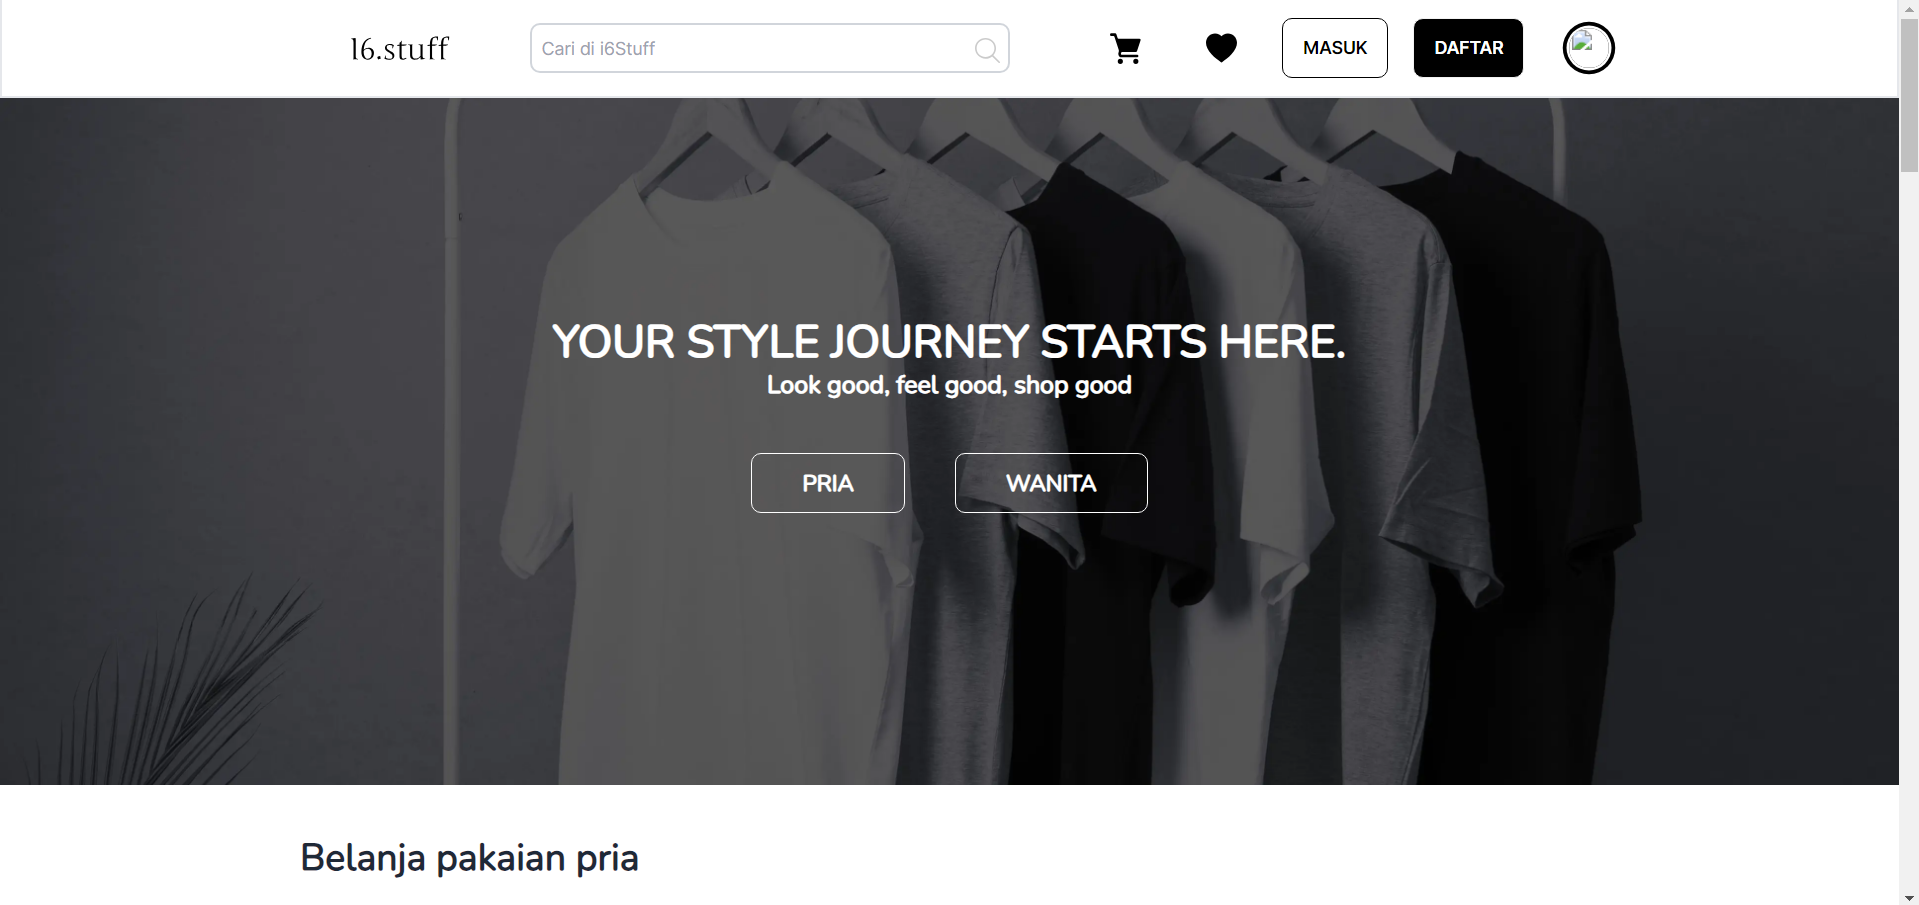 16.stuff
Cari di i6Stuff
MASUK
DAFTAR
YOUR STYLE JOURNEY STARTS HERE.
Look good, feel good, shop good
PRIA
WANITA
Belanja pakaian pria